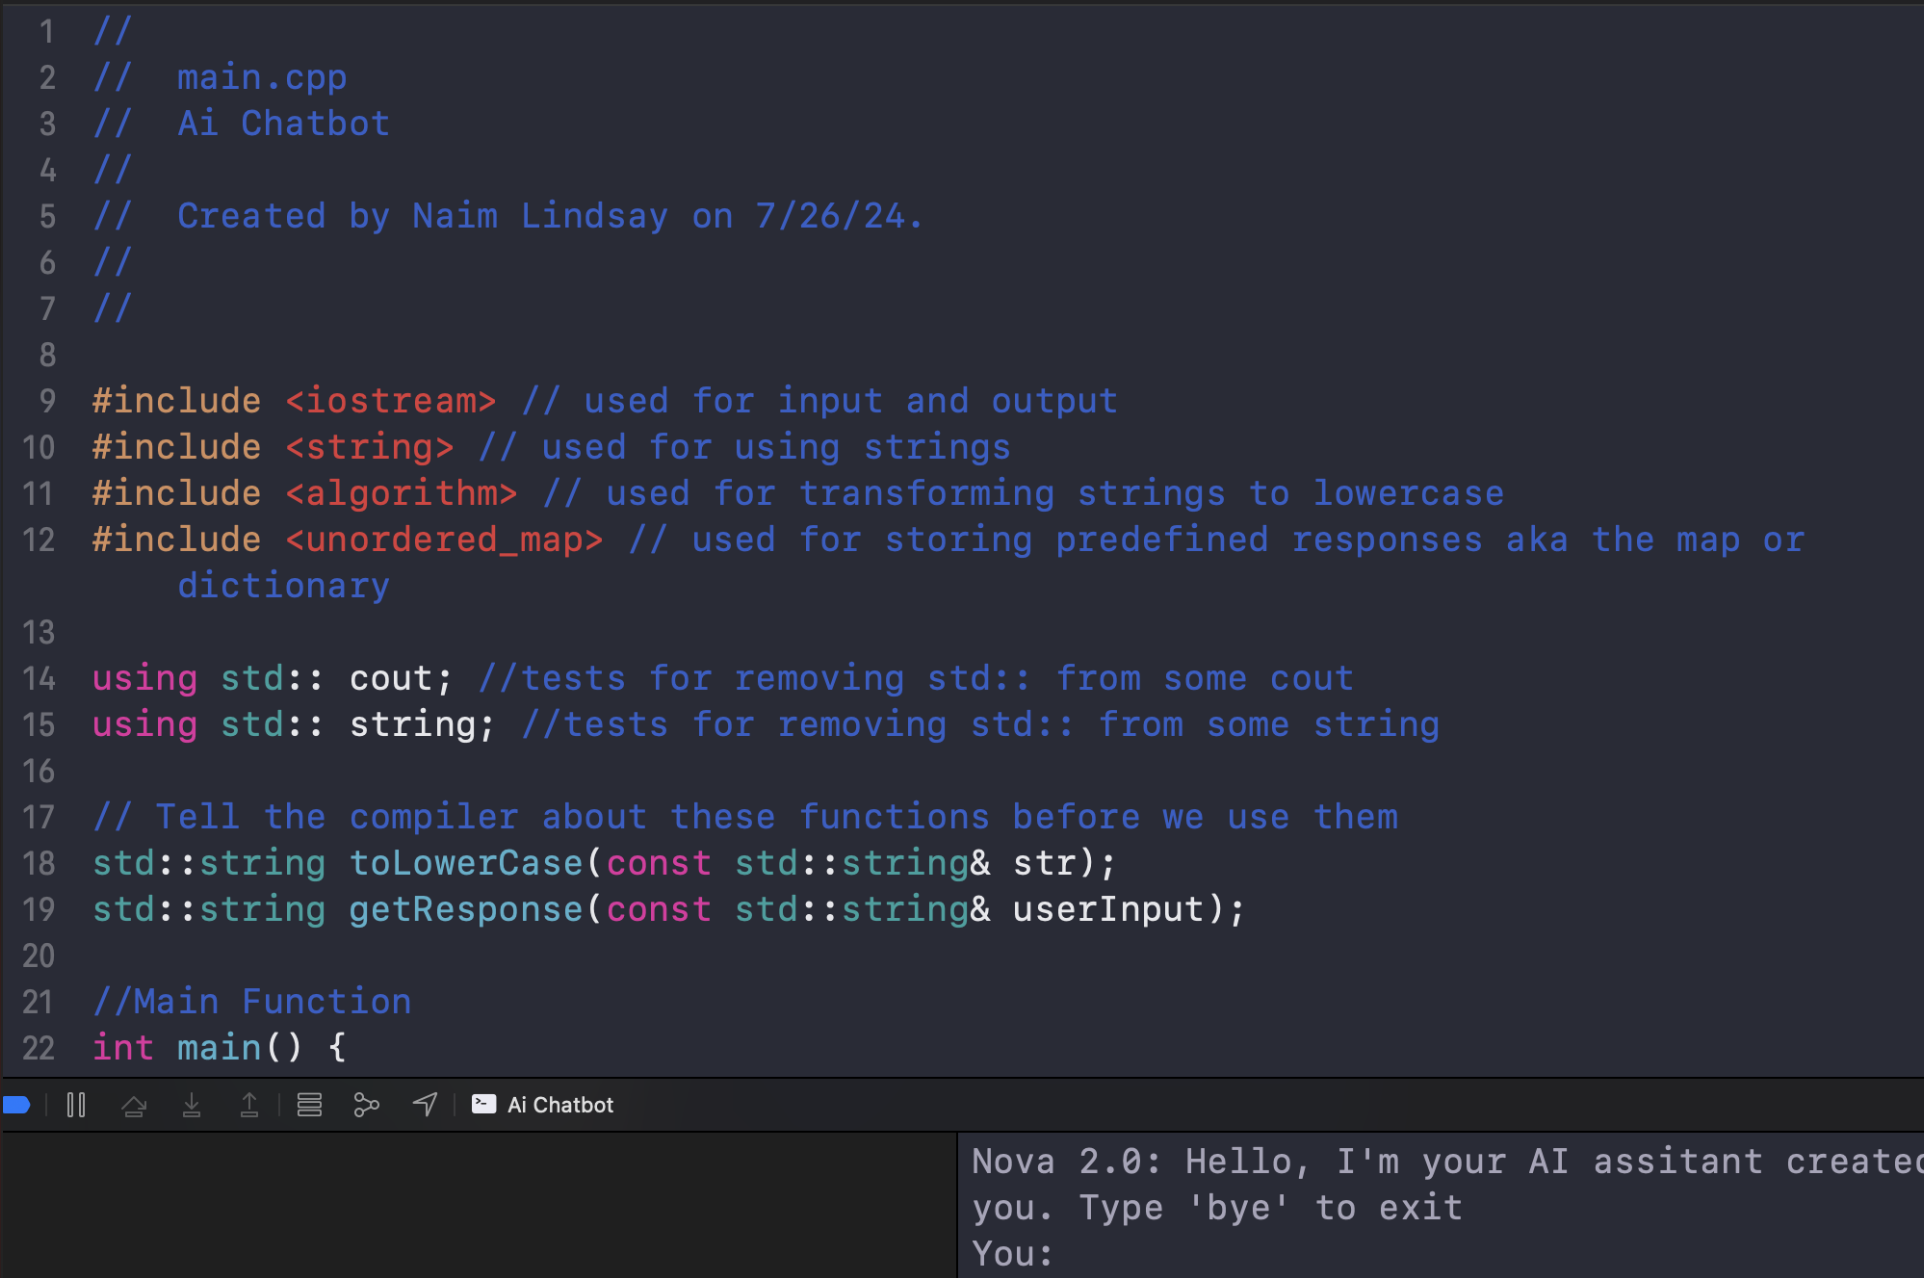 1 //
2 //  main.cpp
3 //  Ai Chatbot
4 //
5 //  Created by Naim Lindsay on 7/26/24.
6 //
7 //
8
9 #include <iostream> // used for input and output
10 #include <string> // used for using strings
11 #include <algorithm> // used for transforming strings to lowercase
12 #include <unordered_map> // used for storing predefined responses aka the map or
dictionary
13
14 using std:: cout; //tests for removing std:: from some cout
15 using std:: string; //tests for removing std:: from some string
16
17 // Tell the compiler about these functions before we use them
18 std::string toLowerCase(const std::string& str);
19 std::string getResponse(const std::string& userInput);
20
21 //Main Function
22 int main() {
Ai Chatbot
Nova 2.0: Hello, I'm your AI assitant created
you. Type 'bye' to exit
You: